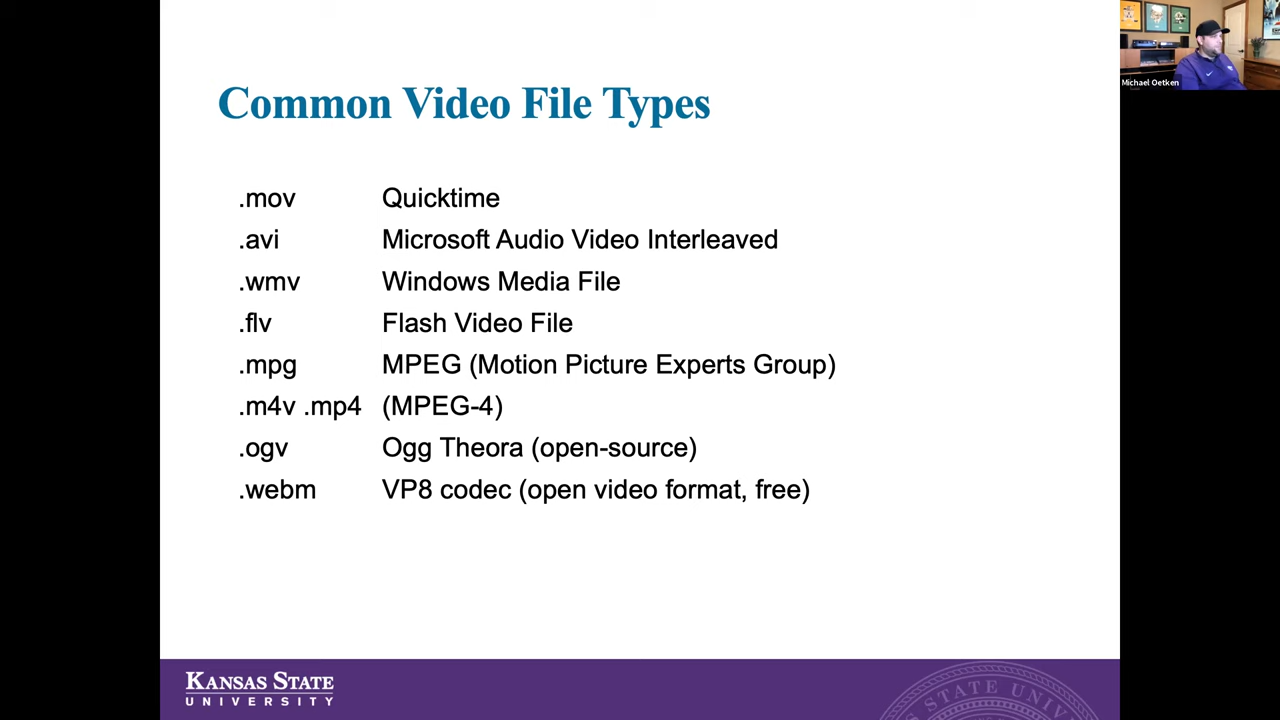 Common Video File Types
.mov Quicktime
.avi Microsoft Audio Video Interleaved
.wmv Windows Media File
.flv Flash Video File
.mpg MPEG (Motion Picture Experts Group)
.m4v .mp4 (MPEG-4)
.ogv Ogg Theora (open-source)
.webm VP8 codec (open video format, free)
Michael Oetken
KANSAS STATE
UNIVERSITY
STATE UNIV